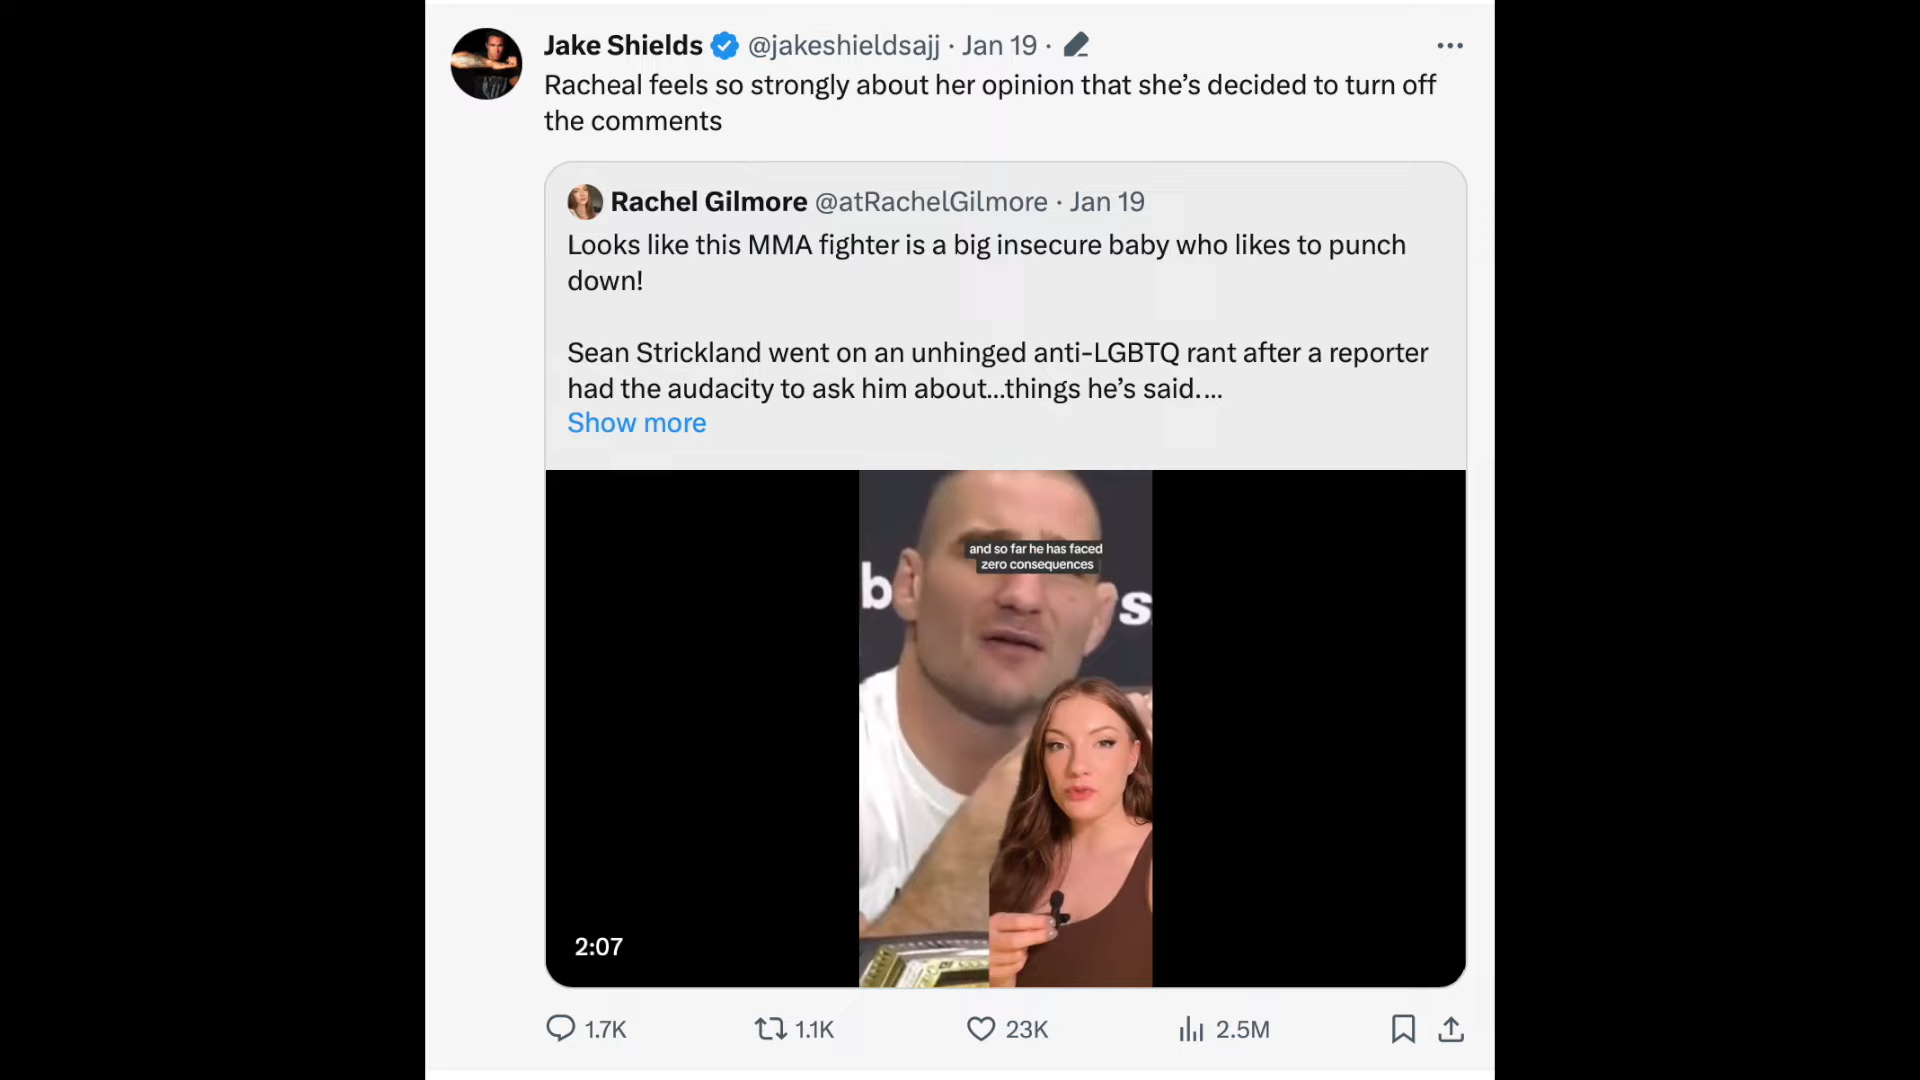 Jake Shields @jakeshieldsajj · Jan 19 ·
Racheal feels so strongly about her opinion that she’s decided to turn off
the comments
Rachel Gilmore @atRachelGilmore · Jan 19
Looks like this MMA fighter is a big insecure baby who likes to punch
down!
Sean Strickland went on an unhinged anti-LGBTQ rant after a reporter
had the audacity to ask him about...things he’s said....
Show more
and so far he has faced
zero consequences
b
s
2:07
1.7K 1.1K 23K 2.5M